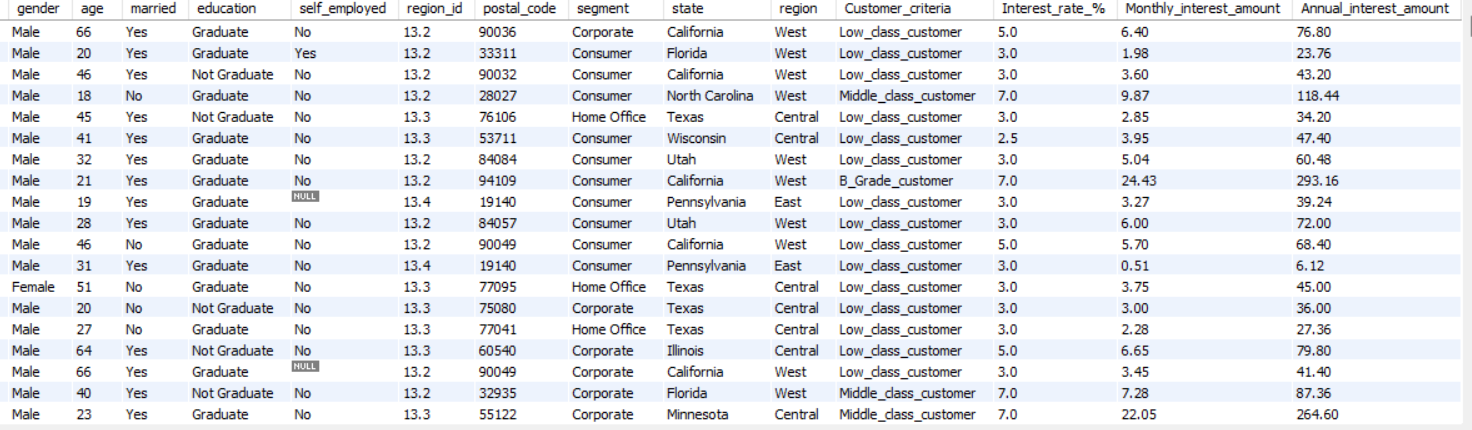 gender age married education self_employed region_id postal_code segment state region Customer_criteria Interest_rate_% Monthly_interest_amount Annual_interest_amount
Male 66 Yes Graduate No 13.2 90036 Corporate California West Low_class_customer 5.0 6.40 76.80
Male 20 Yes Graduate Yes 13.2 33311 Consumer Florida West Low_class_customer 3.0 1.98 23.76
Male 46 Yes Not Graduate No 13.2 90032 Consumer California West Low_class_customer 3.0 3.60 43.20
Male 18 No Graduate No 13.2 28027 Consumer North Carolina West Middle_class_customer 7.0 9.87 118.44
Male 45 Yes Not Graduate No 13.3 76106 Home Office Texas Central Low_class_customer 3.0 2.85 34.20
Male 41 Yes Graduate No 13.3 53711 Consumer Wisconsin Central Low_class_customer 2.5 3.95 47.40
Male 32 Yes Graduate No 13.2 84084 Consumer Utah West Low_class_customer 3.0 5.04 60.48
Male 21 Yes Graduate No 13.2 94109 Consumer California West B_Grade_customer 7.0 24.43 293.16
Male 19 Yes Graduate NULL 13.4 19140 Consumer Pennsylvania East Low_class_customer 3.0 3.27 39.24
Male 28 Yes Graduate No 13.2 84057 Consumer Utah West Low_class_customer 3.0 6.00 72.00
Male 46 No Graduate No 13.2 90049 Consumer California West Low_class_customer 5.0 5.70 68.40
Male 31 Yes Graduate No 13.4 19140 Consumer Pennsylvania East Low_class_customer 3.0 0.51 6.12
Female 51 No Graduate No 13.3 77095 Home Office Texas Central Low_class_customer 3.0 3.75 45.00
Male 20 No Not Graduate No 13.3 75080 Corporate Texas Central Low_class_customer 3.0 3.00 36.00
Male 27 No Graduate No 13.3 77041 Home Office Texas Central Low_class_customer 3.0 2.28 27.36
Male 64 Yes Not Graduate No 13.3 60540 Corporate Illinois Central Low_class_customer 5.0 6.65 79.80
Male 66 Yes Graduate NULL 13.2 90049 Corporate California West Low_class_customer 3.0 3.45 41.40
Male 40 Yes Not Graduate No 13.2 32935 Corporate Florida West Middle_class_customer 7.0 7.28 87.36
Male 23 Yes Graduate No 13.3 55122 Corporate Minnesota Central Middle_class_customer 7.0 22.05 264.60